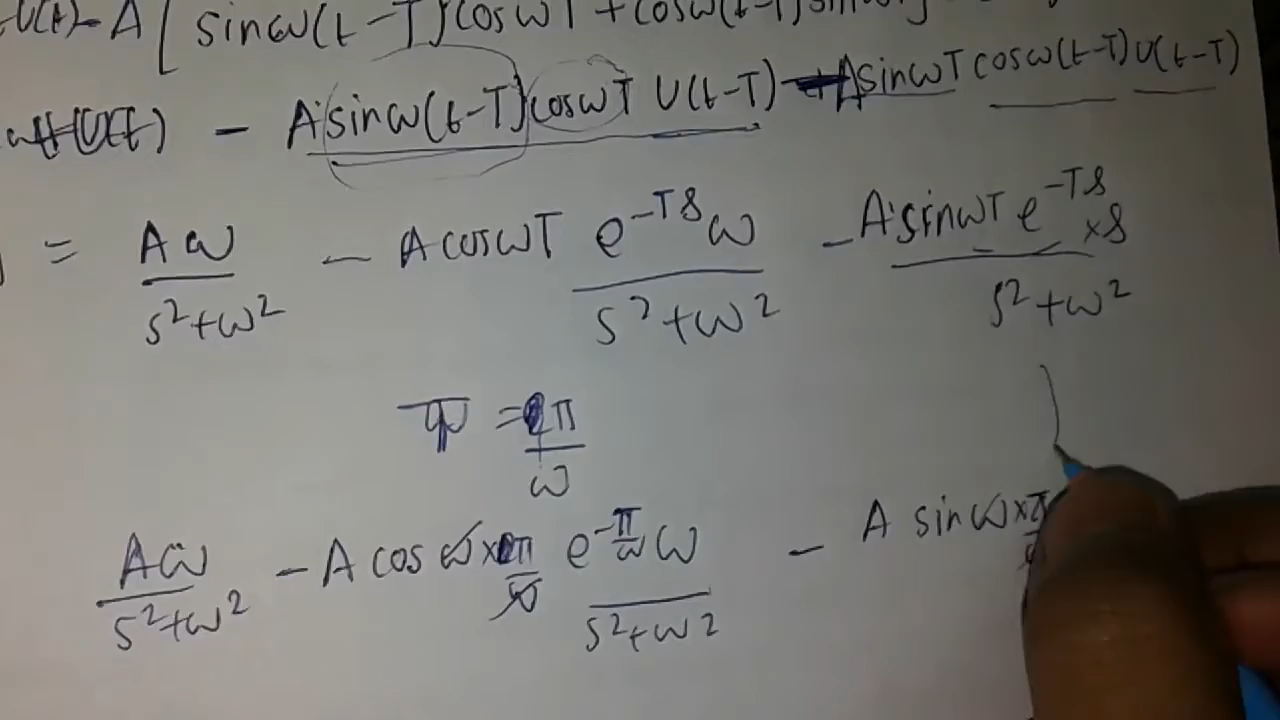 U(t) - A [ sinω(t-T) cosωT + cosω(t-T)
- A sinω(t-T) cosωT U(t-T) - A sinωT cosω(t-T) U(t-T)
= Aω/(s²+ω²) - A cosωT e^(-Ts) ω/(s²+ω²) - A sinωT e^(-Ts) × s/(s²+ω²)
= π/ω
Aω/(s²+ω²) - A cos ω×π/ω e^(-π/ω) ω/(s²+ω²) - A sin ω×